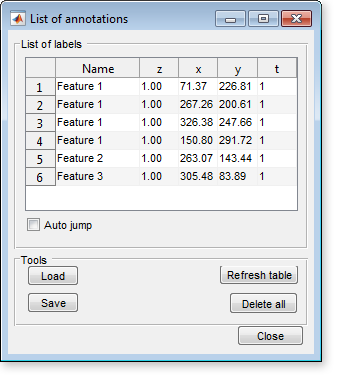 List of annotations
List of labels
Name z x y t
1 Feature 1 1.00 71.37 226.81 1
2 Feature 1 1.00 267.26 200.61 1
3 Feature 1 1.00 326.38 247.66 1
4 Feature 1 1.00 150.80 291.72 1
5 Feature 2 1.00 263.07 143.44 1
6 Feature 3 1.00 305.48 83.89 1
Auto jump
Tools
Load Refresh table
Save Delete all
Close